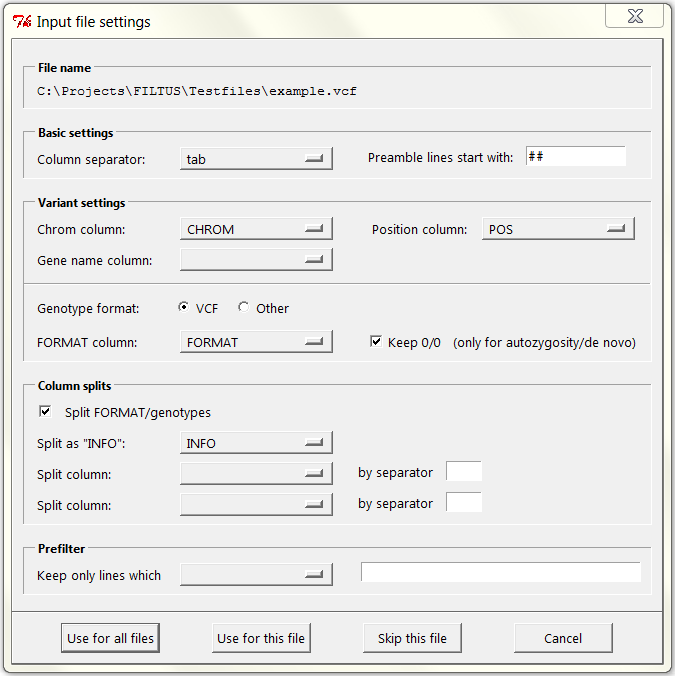 Input file settings
File name
C:\Projects\FILTUS\Testfiles\example.vcf
Basic settings
Column separator: tab Preamble lines start with: ##
Variant settings
Chrom column: CHROM Position column: POS
Gene name column:
Genotype format: VCF Other
FORMAT column: FORMAT Keep 0/0 (only for autozygosity/de novo)
Column splits
Split FORMAT/genotypes
Split as "INFO": INFO
Split column: by separator
Split column: by separator
Prefilter
Keep only lines which
Use for all files Use for this file Skip this file Cancel